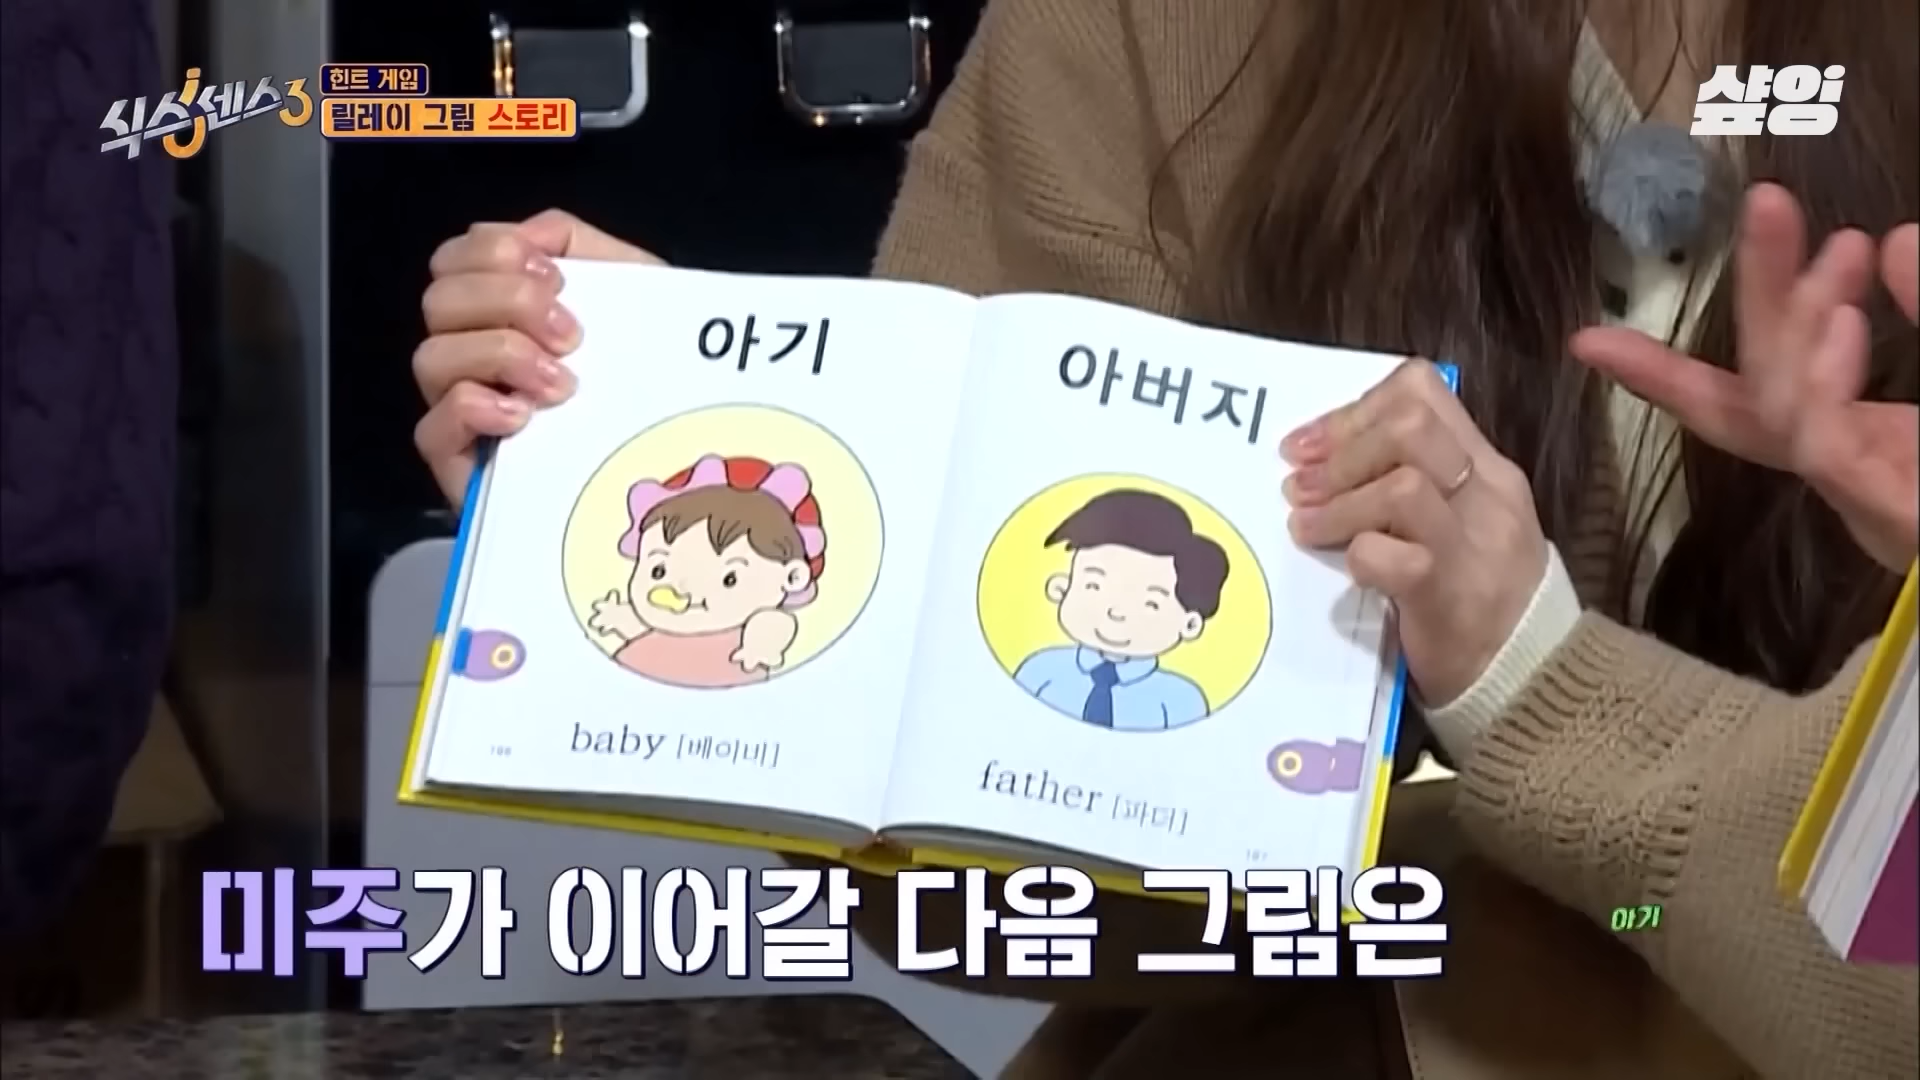 식스센스3
힌트 게임
릴레이 그림 스토리
샾잉
아기
아버지
baby [베이비]
father [파더]
186
187
미주가 이어갈 다음 그림은
아기